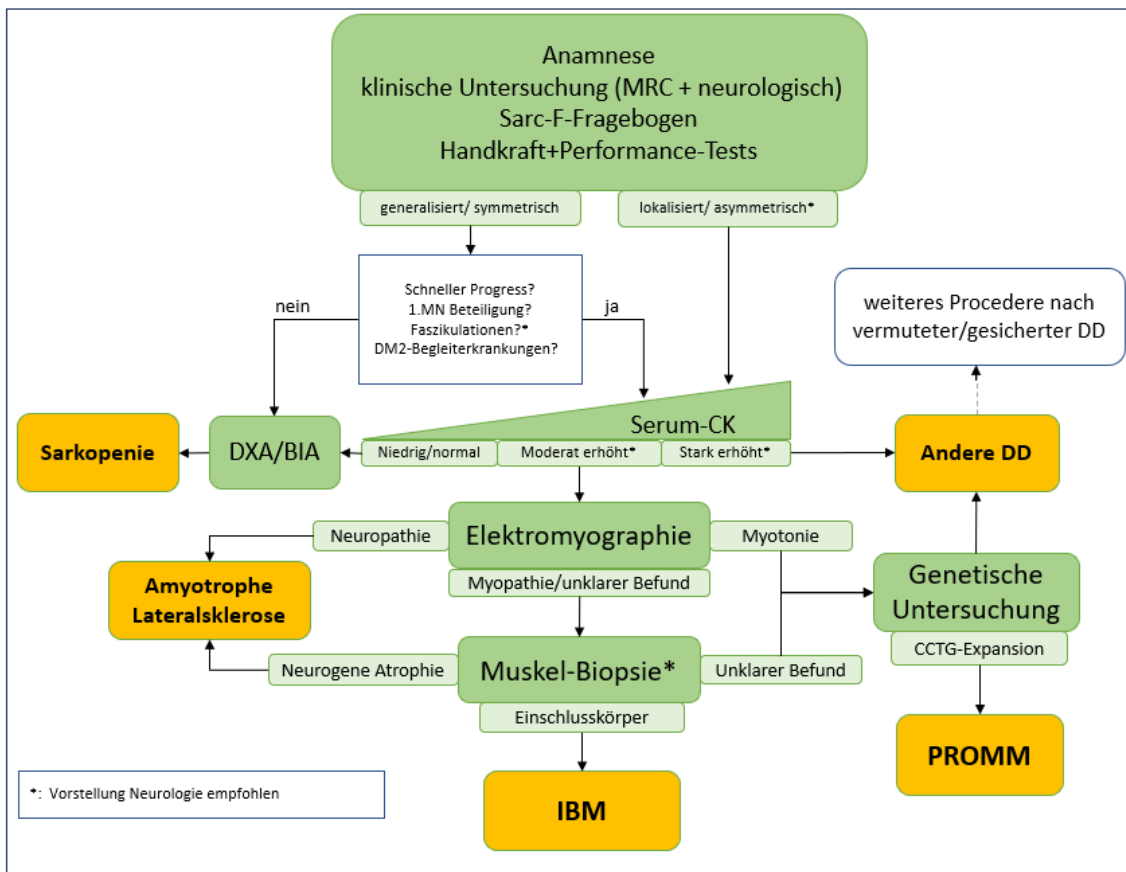 Anamnese
klinische Untersuchung (MRC + neurologisch)
Sarc-F-Fragebogen
Handkraft+Performance-Tests
generalisiert/ symmetrisch
lokalisiert/ asymmetrisch*
Schneller Progress?
1.MN Beteiligung?
Faszikulationen?*
DM2-Begleiterkrankungen?
nein
ja
weiteres Procedere nach
vermuteter/gesicherter DD
Serum-CK
Sarkopenie
DXA/BIA
Niedrig/normal
Moderat erhöht*
Stark erhöht*
Andere DD
Neuropathie
Elektromyographie
Myotonie
Myopathie/unklarer Befund
Amyotrophe
Lateralsklerose
Genetische
Untersuchung
CCTG-Expansion
Neurogene Atrophie
Muskel-Biopsie*
Unklarer Befund
Einschlusskörper
PROMM
*: Vorstellung Neurologie empfohlen
IBM